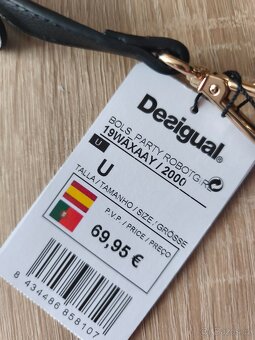 Desigual®
BOLS_PARTY ROBOTG R
19WAXAAY / 2000
U
U
TALLA / TAMANHO / SIZE / GRÖSSE
P.V.P. / PRICE / PREÇO
69,95 €
8 434486 858107